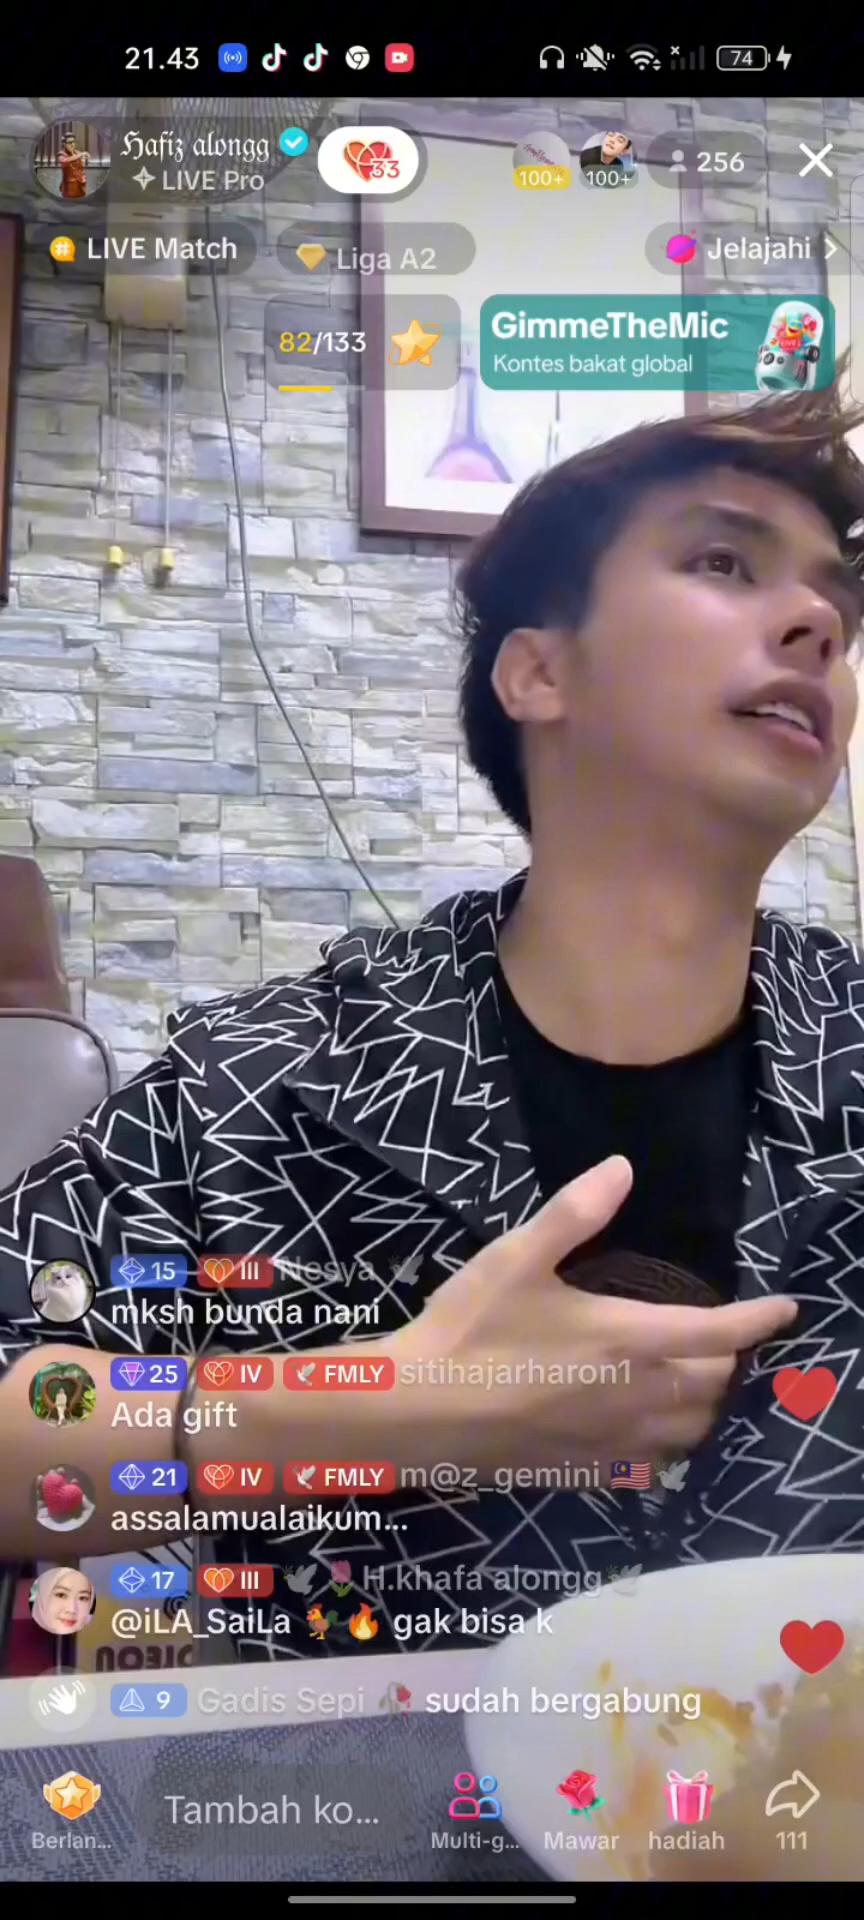 21.43
74
Hafiz alongg
LIVE Pro
33
100+
100+
256
LIVE Match
Liga A2
Jelajahi
82/133
GimmeTheMic
Kontes bakat global
15 III Nesya
mksh bunda nani
25 IV FMLY sitihajarharon1
Ada gift
21 IV FMLY m@z_gemini 🇲🇾🕊️
assalamualaikum...
17 III 🕊️🌷H.khafa alongg🕊️
@iLA_SaiLa 🐓🔥 gak bisa k
9 Gadis Sepi 🥀 sudah bergabung
Berlan...
Tambah ko...
Multi-g...
Mawar
hadiah
111